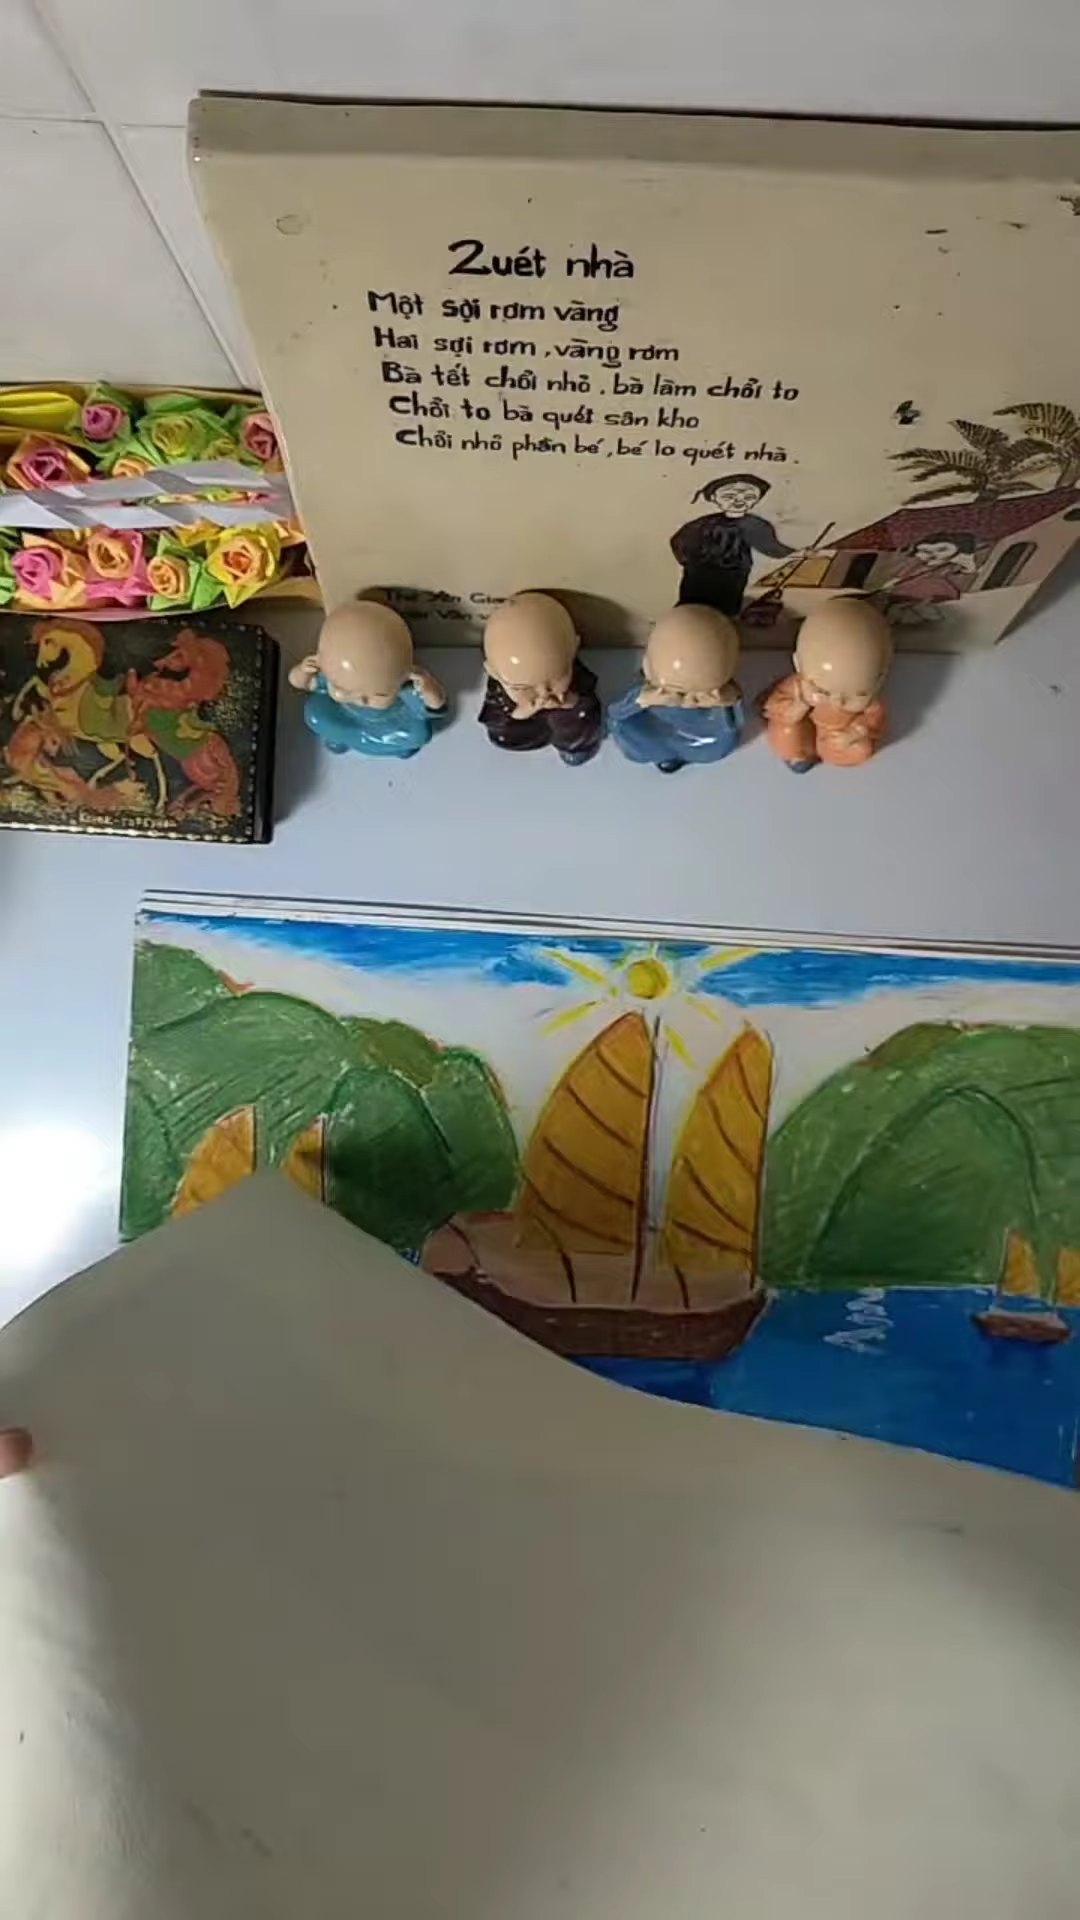 Quét nhà
Một sợi rơm vàng
Hai sợi rơm, vàng rơm
Bà tết chổi nhỏ, bà làm chổi to
Chổi to bà quét sân kho
Chổi nhỏ phần bé, bé lo quét nhà.